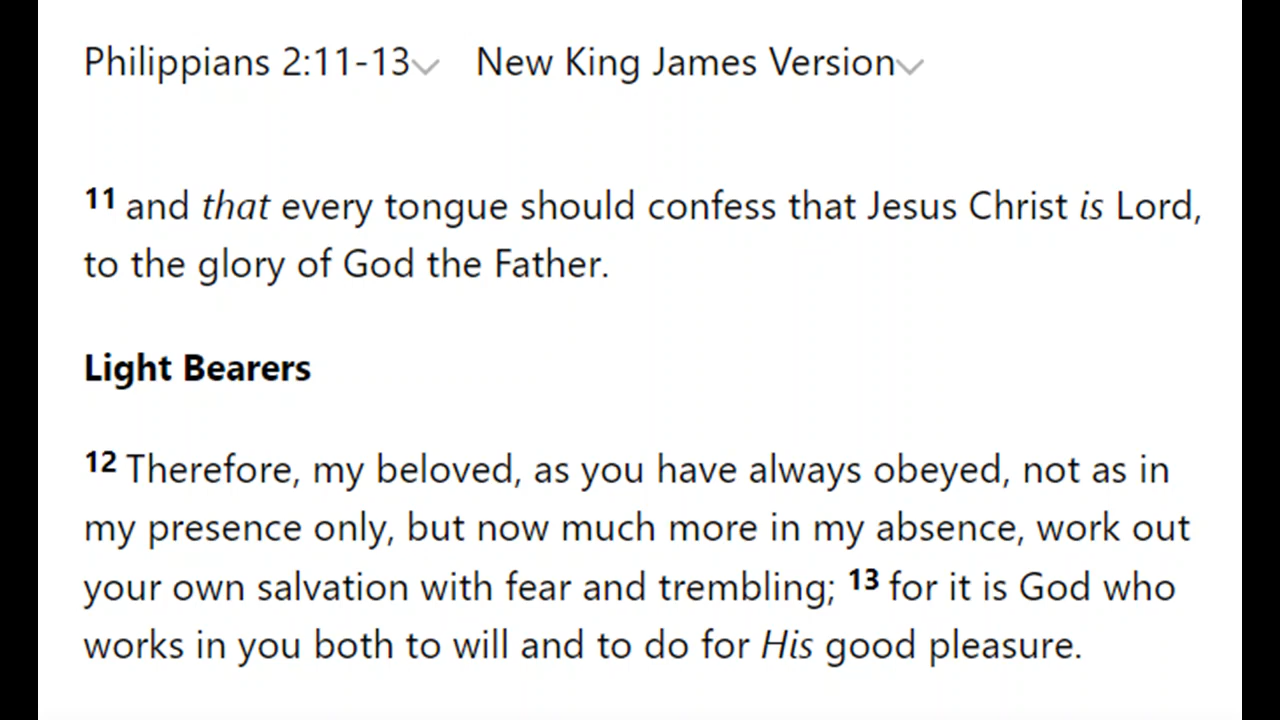 Philippians 2:11-13 New King James Version
11 and that every tongue should confess that Jesus Christ is Lord,
to the glory of God the Father.
Light Bearers
12 Therefore, my beloved, as you have always obeyed, not as in
my presence only, but now much more in my absence, work out
your own salvation with fear and trembling; 13 for it is God who
works in you both to will and to do for His good pleasure.